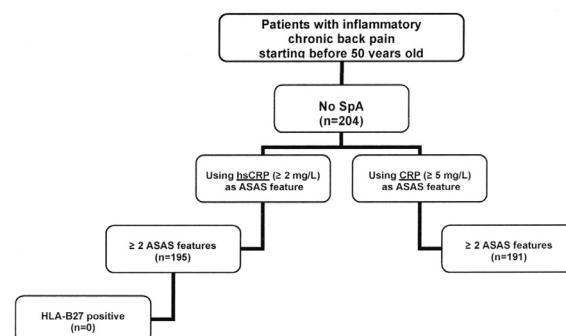 Patients with inflammatory
chronic back pain
starting before 50 years old
No SpA
(n=204)
Using hsCRP (≥ 2 mg/L)
as ASAS feature
Using CRP (≥ 5 mg/L)
as ASAS feature
≥ 2 ASAS features
(n=195)
≥ 2 ASAS features
(n=191)
HLA-B27 positive
(n=0)